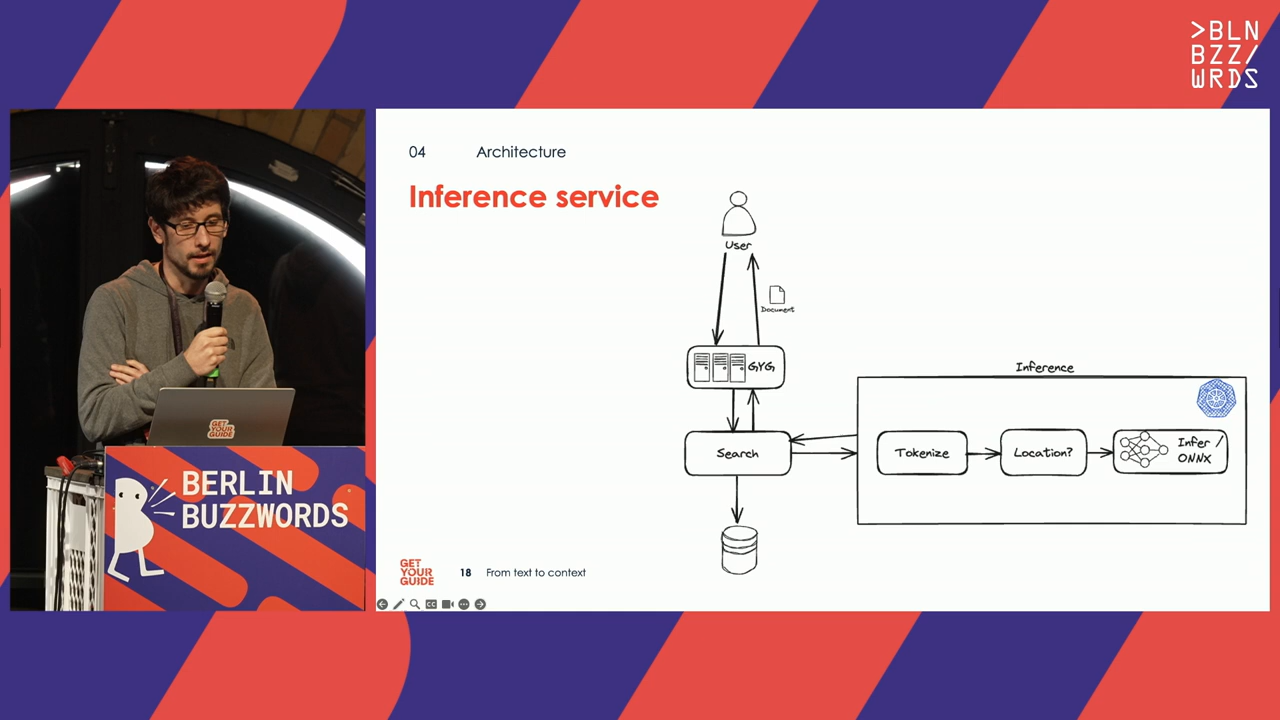 >BLN
BZZ/
WRDS
04 Architecture
Inference service
User
Document
GYG
Inference
Search
Tokenize
Location?
Infer /
ONNX
GET
YOUR
GUIDE
18 From text to context
CC
GET
YOUR
GUIDE
BERLIN
BUZZWORDS